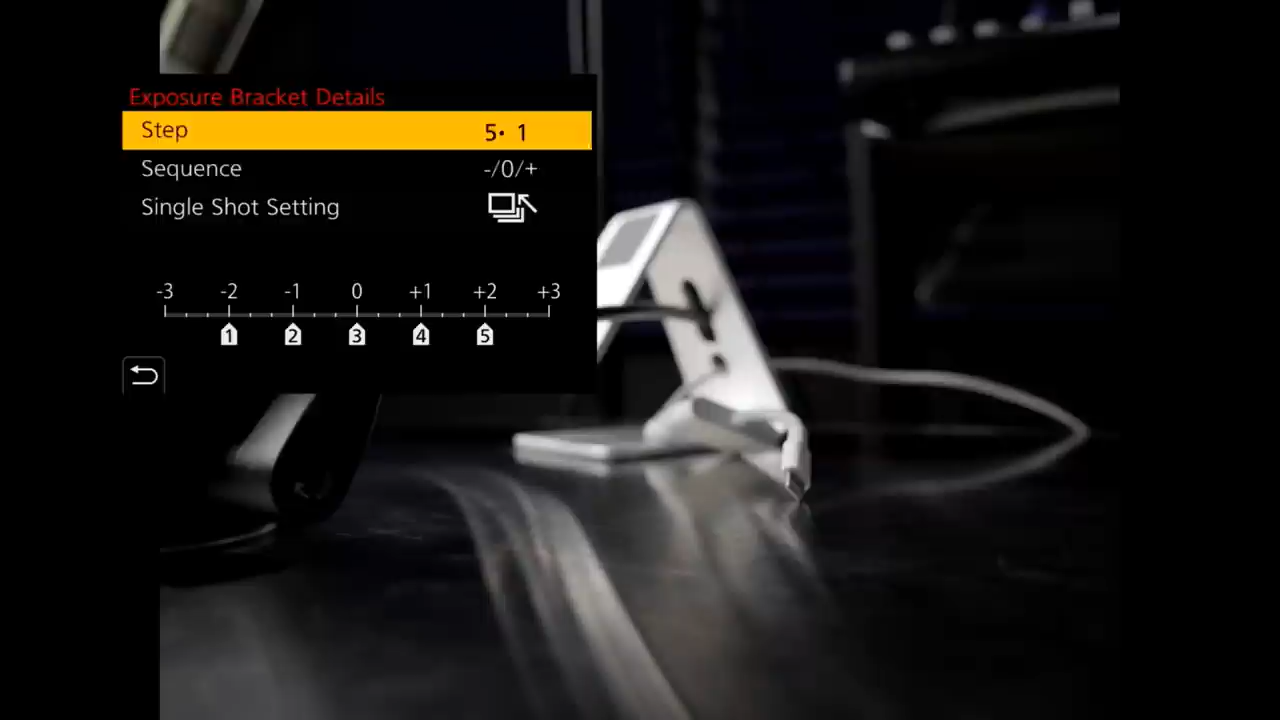 Exposure Bracket Details
Step 5• 1
Sequence -/0/+
Single Shot Setting
-3 -2 -1 0 +1 +2 +3
1 2 3 4 5